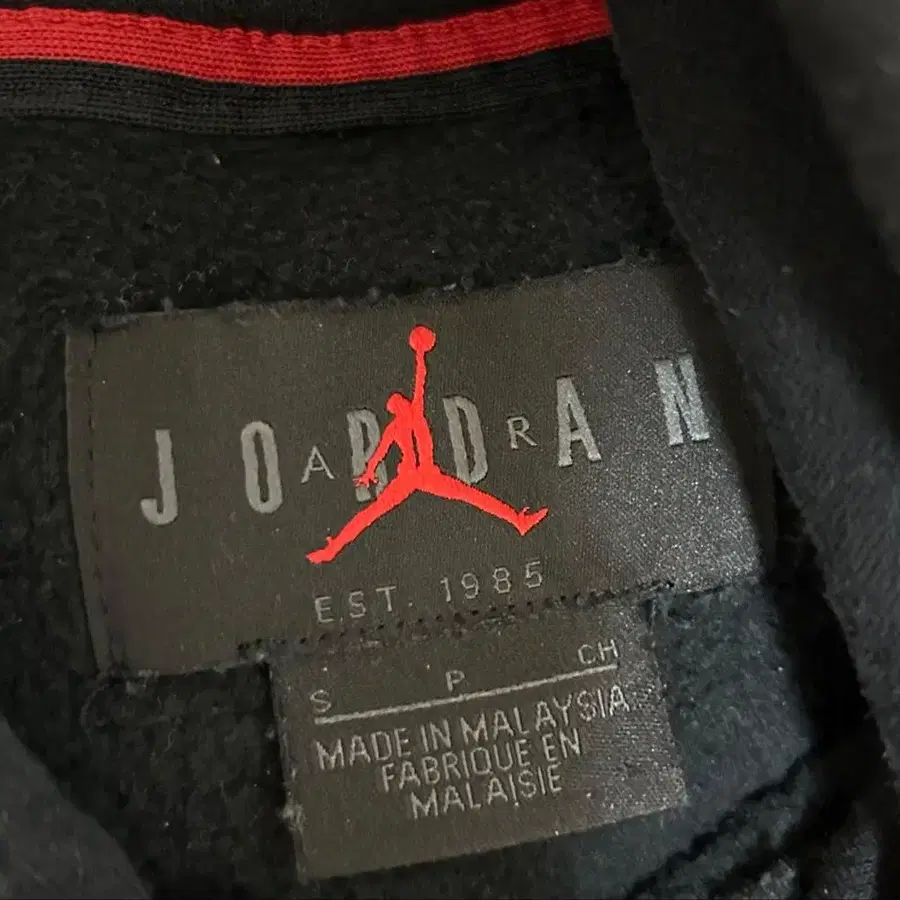 JORDAN
AIR
EST. 1985
S P CH
MADE IN MALAYSIA
FABRIQUE EN
MALAISIE